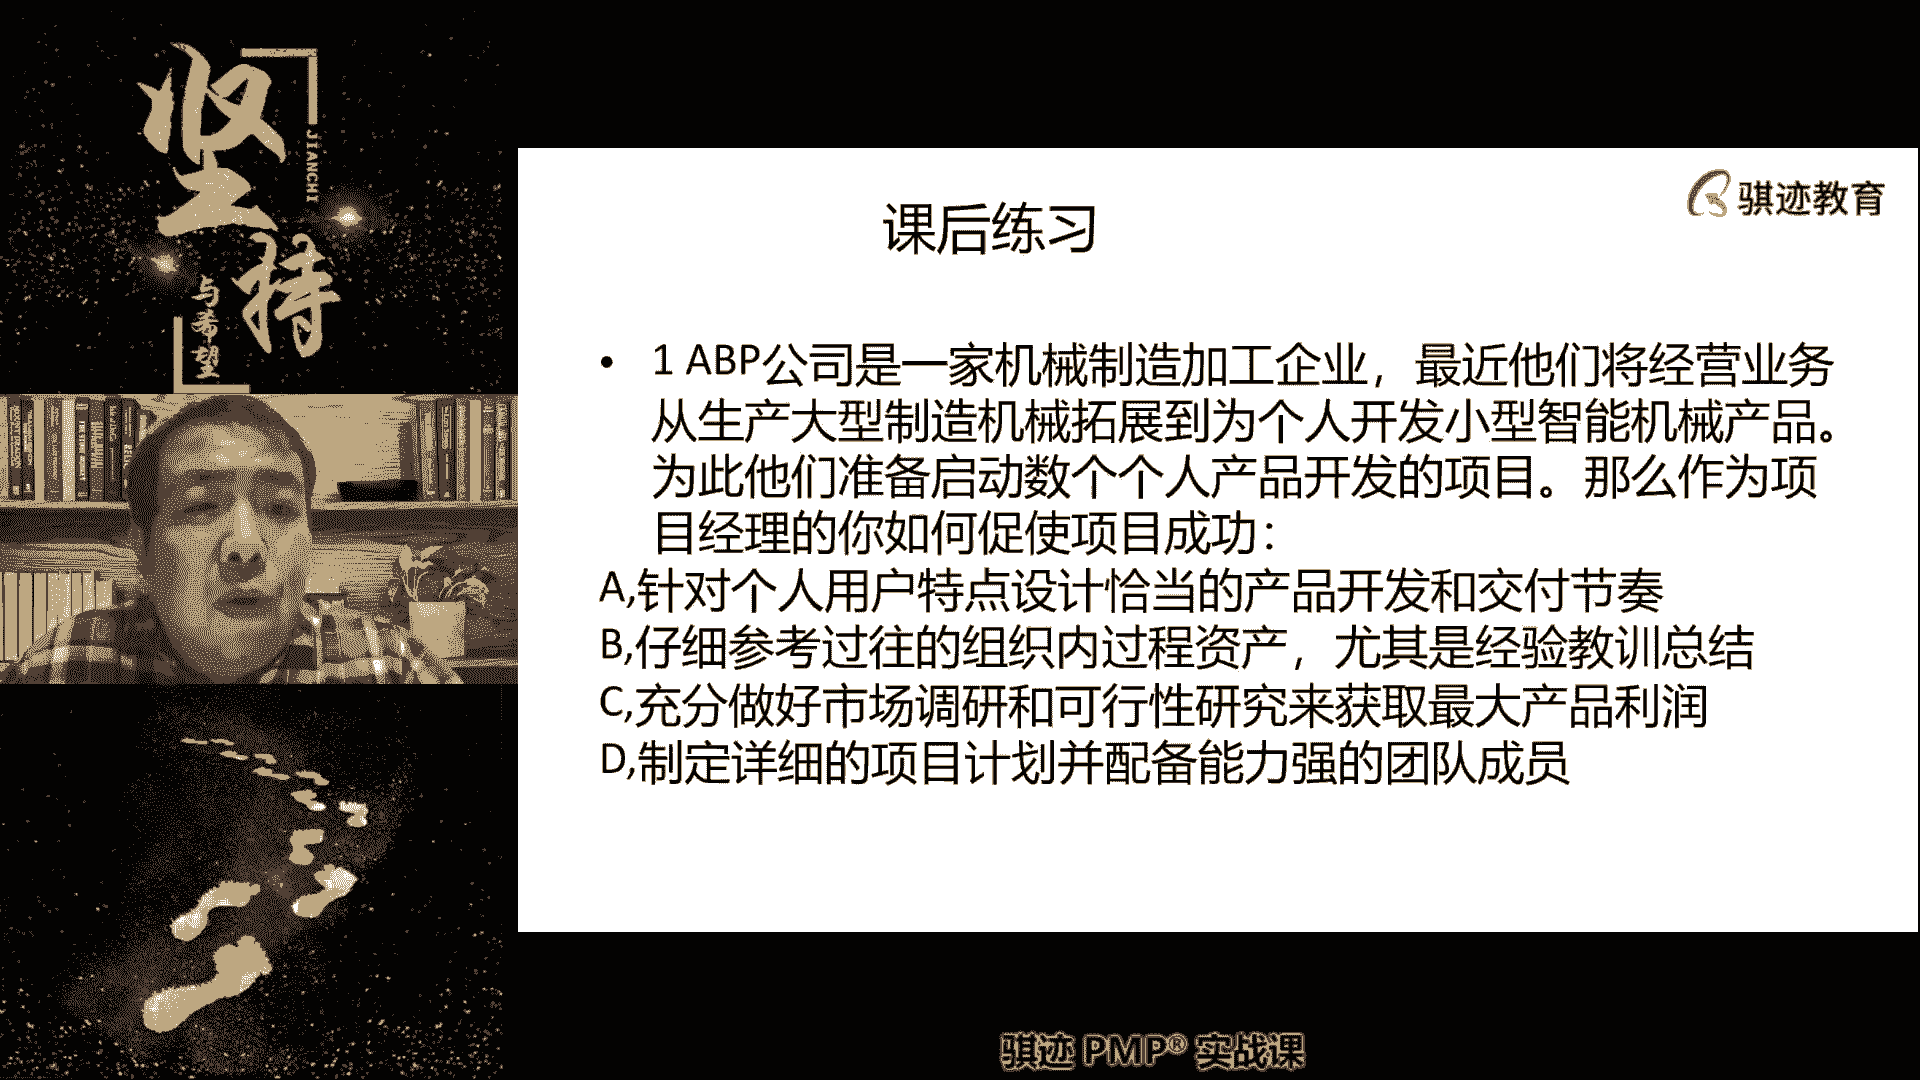 坚持
JIANCHI
与希望
骐迹教育
课后练习
• 1 ABP公司是一家机械制造加工企业，最近他们将经营业务
从生产大型制造机械拓展到为个人开发小型智能机械产品。
为此他们准备启动数个个人产品开发的项目。那么作为项
目经理的你如何促使项目成功：
A,针对个人用户特点设计恰当的产品开发和交付节奏
B,仔细参考过往的组织内过程资产，尤其是经验教训总结
C,充分做好市场调研和可行性研究来获取最大产品利润
D,制定详细的项目计划并配备能力强的团队成员
骐迹 PMP® 实战课